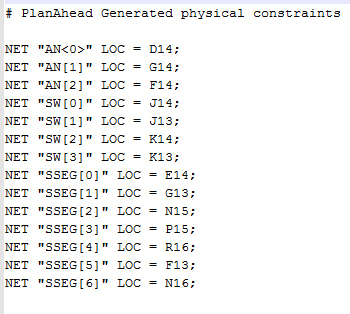 # PlanAhead Generated physical constraints
NET "AN<0>" LOC = D14;
NET "AN[1]" LOC = G14;
NET "AN[2]" LOC = F14;
NET "SW[0]" LOC = J14;
NET "SW[1]" LOC = J13;
NET "SW[2]" LOC = K14;
NET "SW[3]" LOC = K13;
NET "SSEG[0]" LOC = E14;
NET "SSEG[1]" LOC = G13;
NET "SSEG[2]" LOC = N15;
NET "SSEG[3]" LOC = P15;
NET "SSEG[4]" LOC = R16;
NET "SSEG[5]" LOC = F13;
NET "SSEG[6]" LOC = N16;